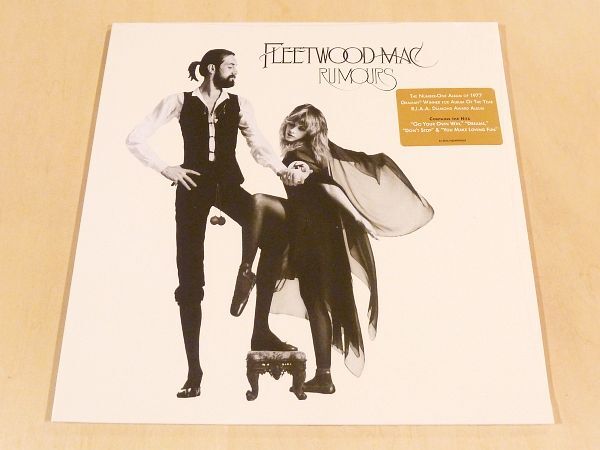 FLEETWOOD MAC
RUMOURS
THE NUMBER-ONE ALBUM OF 1977
GRAMMY® WINNER FOR ALBUM OF THE YEAR
R.I.A.A. DIAMOND AWARD ALBUM
CONTAINS THE HITS
"GO YOUR OWN WAY," "DREAMS,"
"DON'T STOP" & "YOU MAKE LOVING FUN"